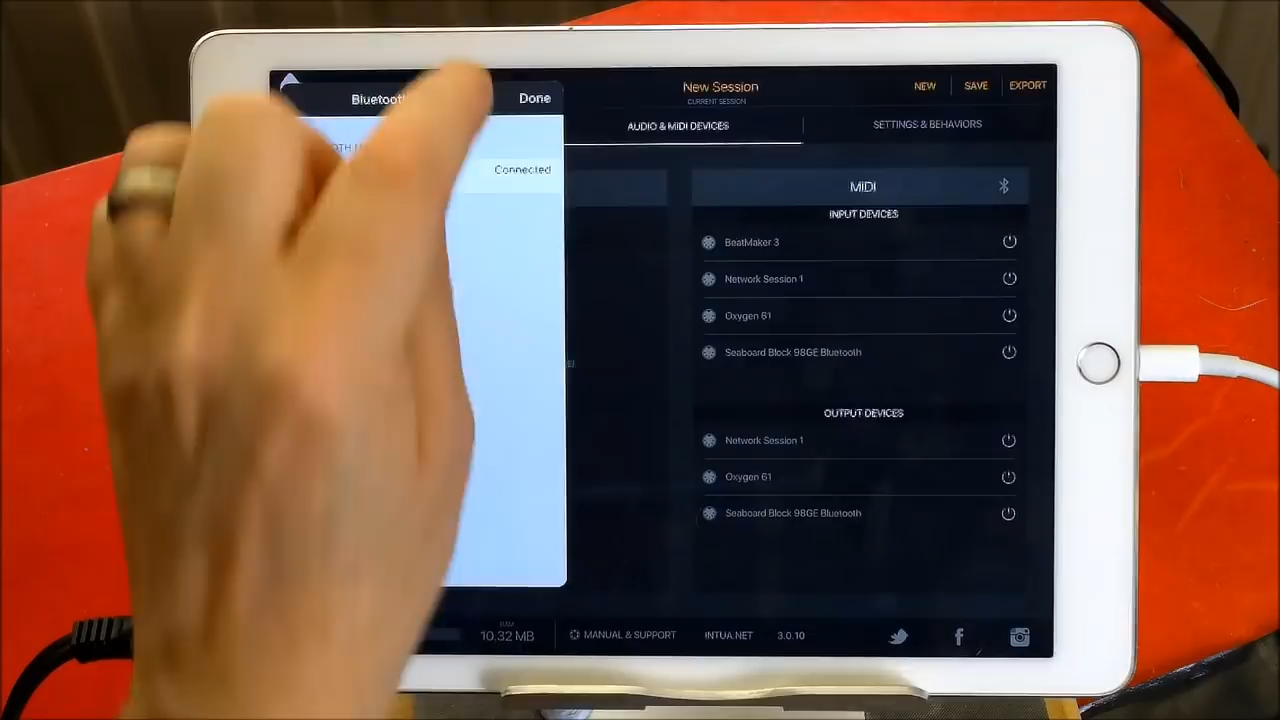 Bluetooth
Done
Connected
New Session
CURRENT SESSION
NEW
SAVE
EXPORT
AUDIO & MIDI DEVICES
SETTINGS & BEHAVIORS
MIDI
INPUT DEVICES
BeatMaker 3
Network Session 1
Oxygen 61
Seaboard Block 98GE Bluetooth
OUTPUT DEVICES
Network Session 1
Oxygen 61
Seaboard Block 98GE Bluetooth
RAM
10.32 MB
MANUAL & SUPPORT
INTUA.NET
3.0.10